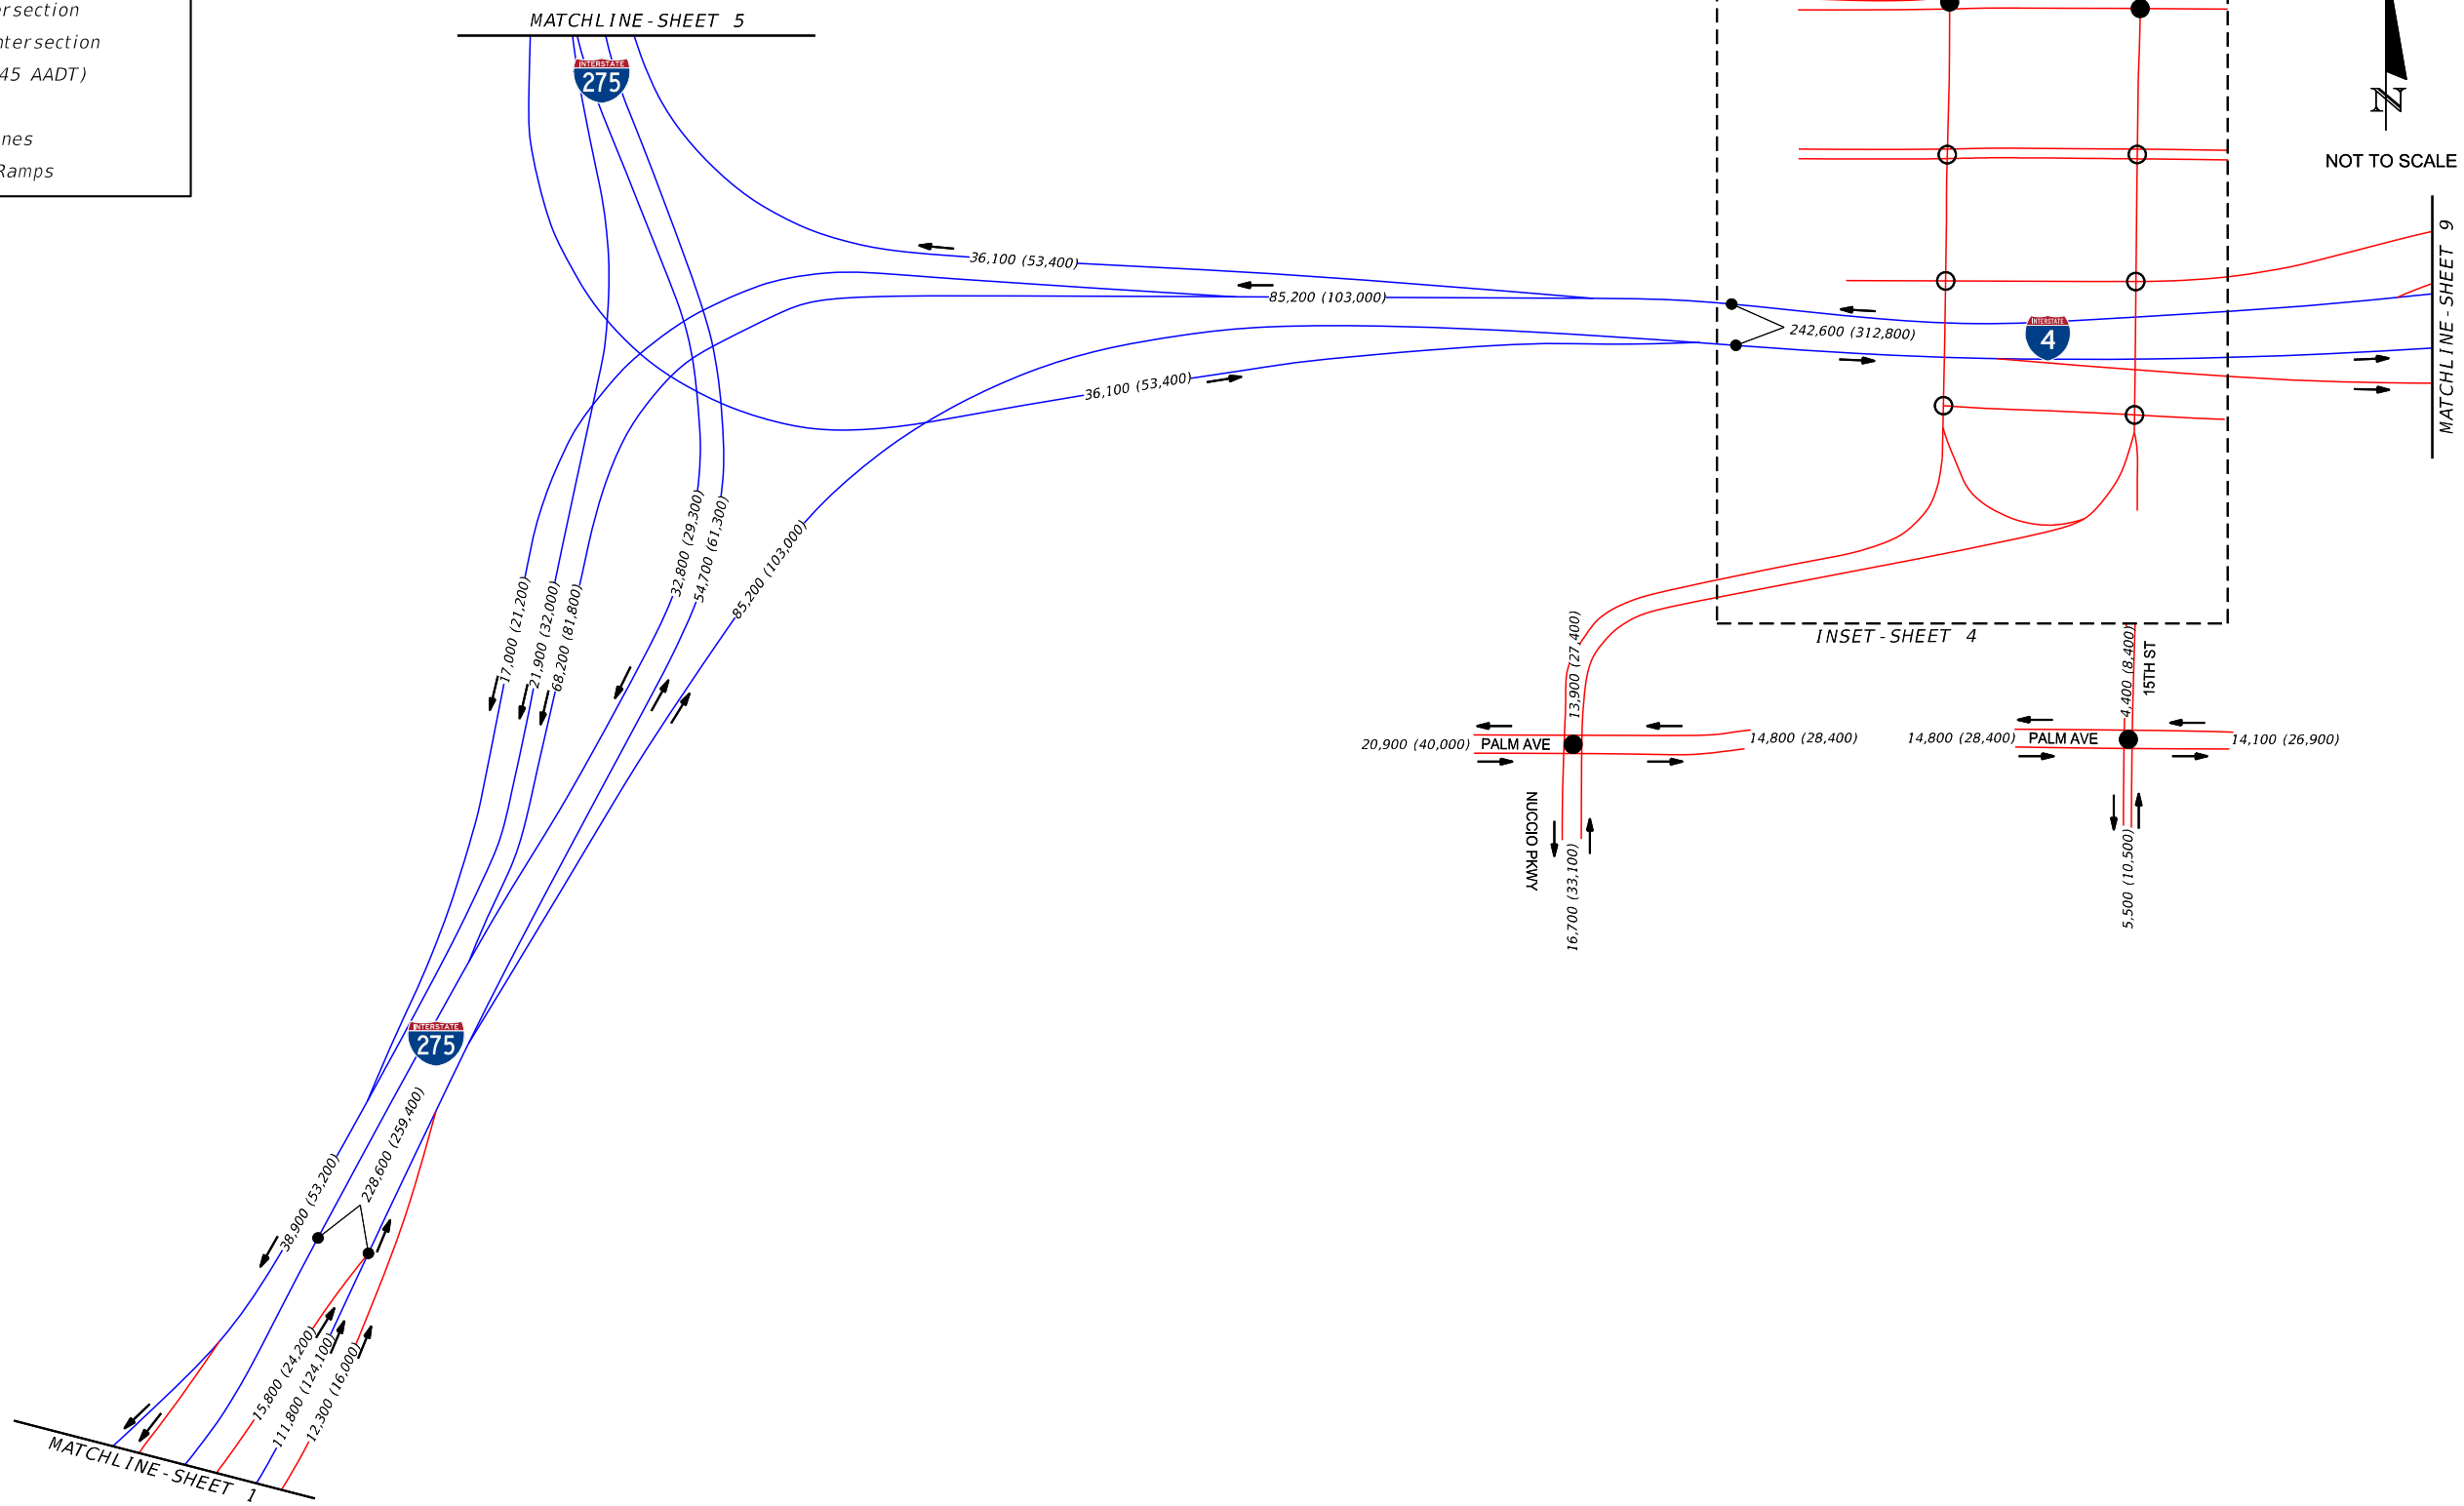 rsection
ntersection
45 AADT)
nes
Ramps
MATCHLINE-SHEET 5
INTERSTATE
275
NOT TO SCALE
N
MATCHLINE-SHEET 9
36,100 (53,400)
85,200 (103,000)
242,600 (312,800)
INTERSTATE
4
36,100 (53,400)
32,800 (29,300)
54,700 (61,300)
85,200 (103,000)
17,000 (21,200)
21,900 (32,000)
68,200 (81,800)
INSET-SHEET 4
13,900 (27,400)
4,400 (8,400)
15TH ST
20,900 (40,000)
PALM AVE
14,800 (28,400)
14,800 (28,400)
PALM AVE
14,100 (26,900)
NUCCIO PKWY
16,700 (33,100)
5,500 (10,500)
INTERSTATE
275
228,600 (259,400)
38,900 (53,200)
15,800 (24,200)
111,800 (124,100)
12,300 (16,000)
MATCHLINE-SHEET 1